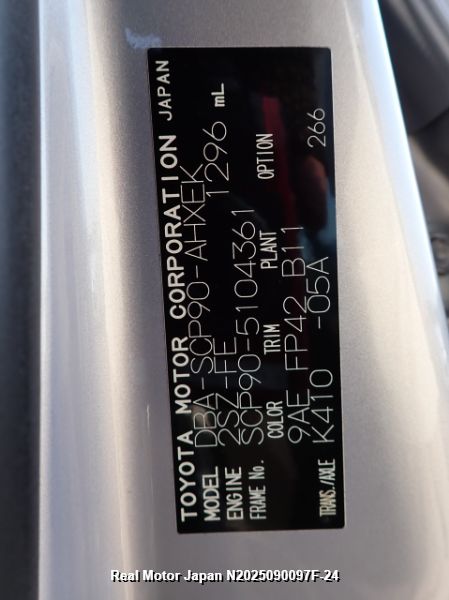 TOYOTA MOTOR CORPORATION JAPAN
MODEL DBA-SCP90-AHXEK
ENGINE 2SZ-FE 1296 mL
FRAME No. SCP90-5104361
COLOR TRIM PLANT OPTION
9AE FP42 B11 266
TRANS./AXLE K410 -05A
Real Motor Japan N2025090097F-24